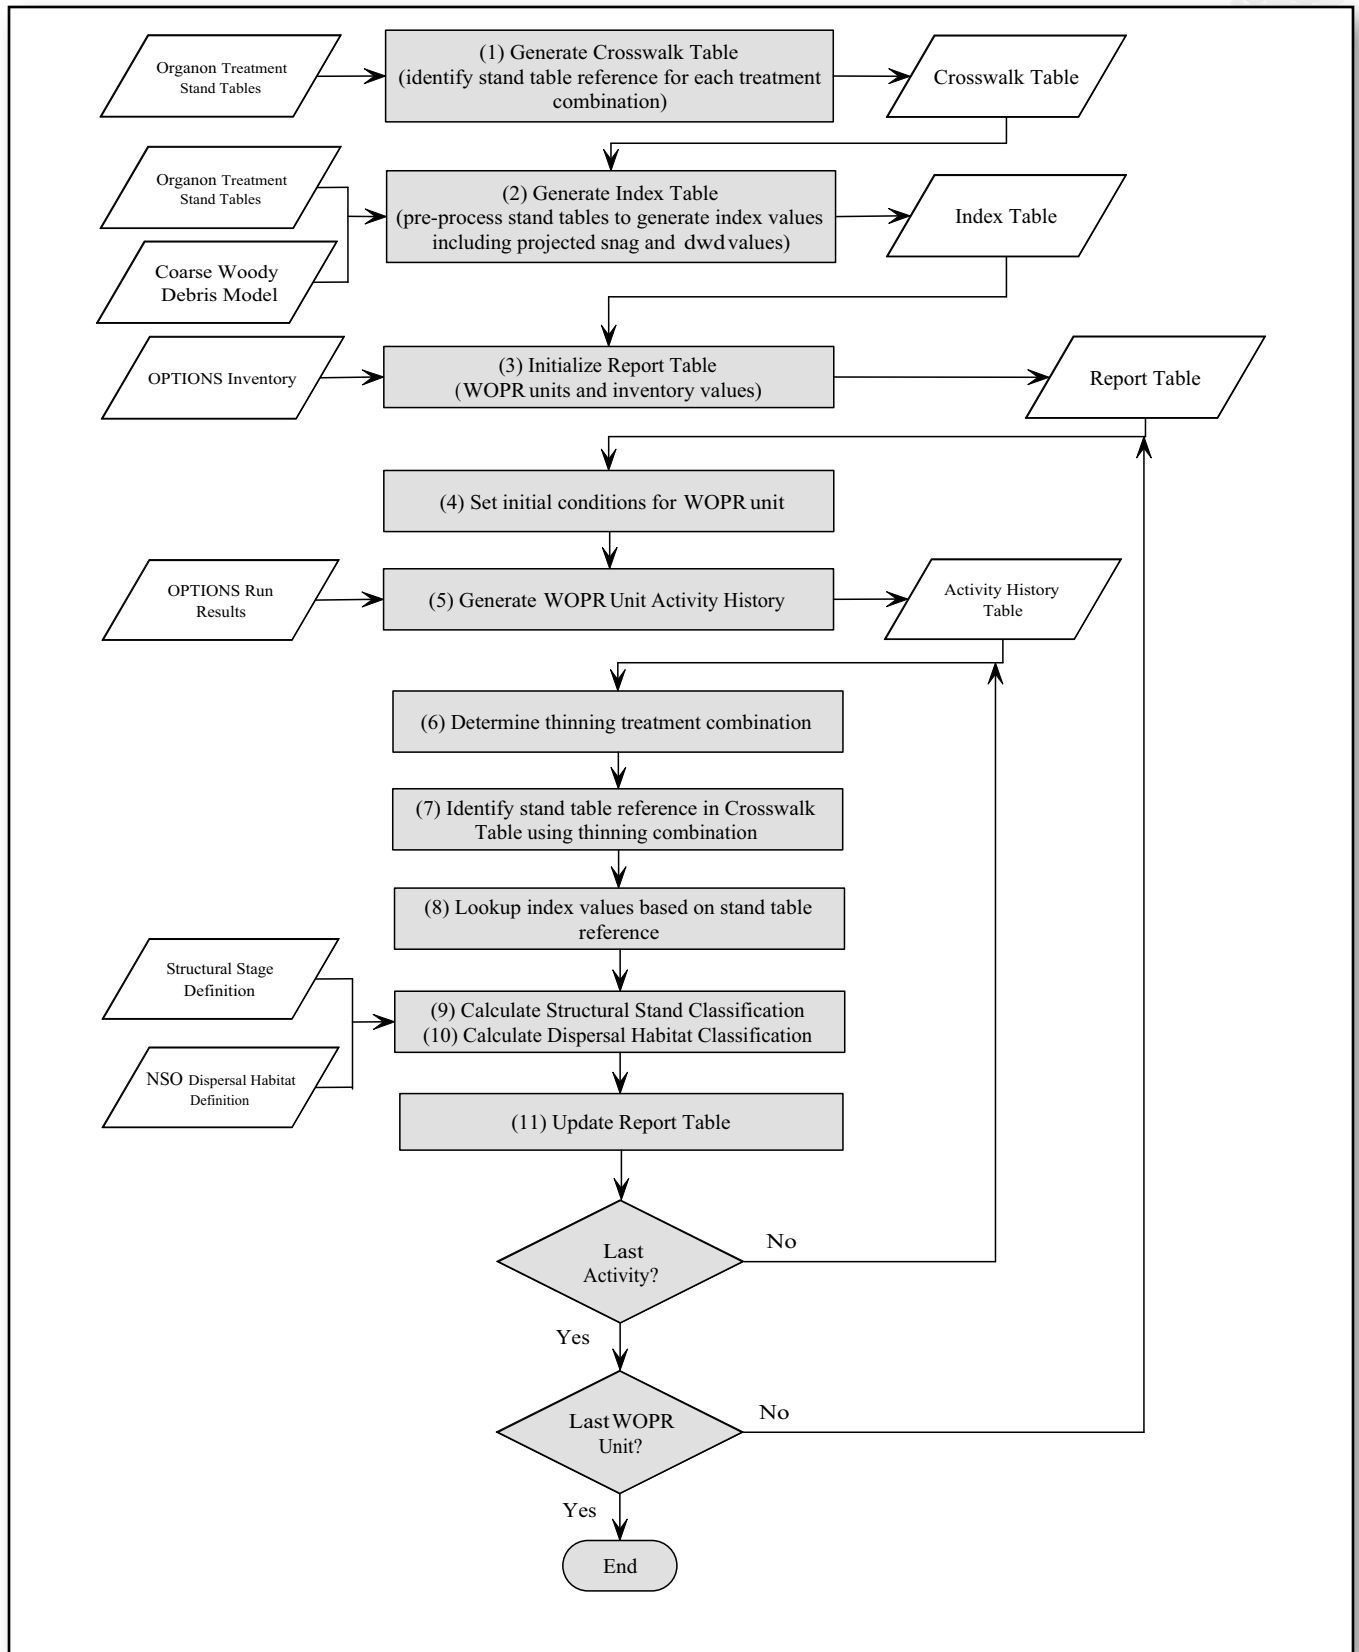 Organon Treatment
Stand Tables
(1) Generate Crosswalk Table
(identify stand table reference for each treatment
combination)
Crosswalk Table
Organon Treatment
Stand Tables
Coarse Woody
Debris Model
(2) Generate Index Table
(pre-process stand tables to generate index values
including projected snag and dwd values)
Index Table
OPTIONS Inventory
(3) Initialize Report Table
(WOPR units and inventory values)
Report Table
(4) Set initial conditions for WOPR unit
OPTIONS Run
Results
(5) Generate WOPR Unit Activity History
Activity History
Table
(6) Determine thinning treatment combination
(7) Identify stand table reference in Crosswalk
Table using thinning combination
(8) Lookup index values based on stand table
reference
Structural Stage
Definition
NSO Dispersal Habitat
Definition
(9) Calculate Structural Stand Classification
(10) Calculate Dispersal Habitat Classification
(11) Update Report Table
Last
Activity?
No
Yes
Last WOPR
Unit?
No
Yes
End